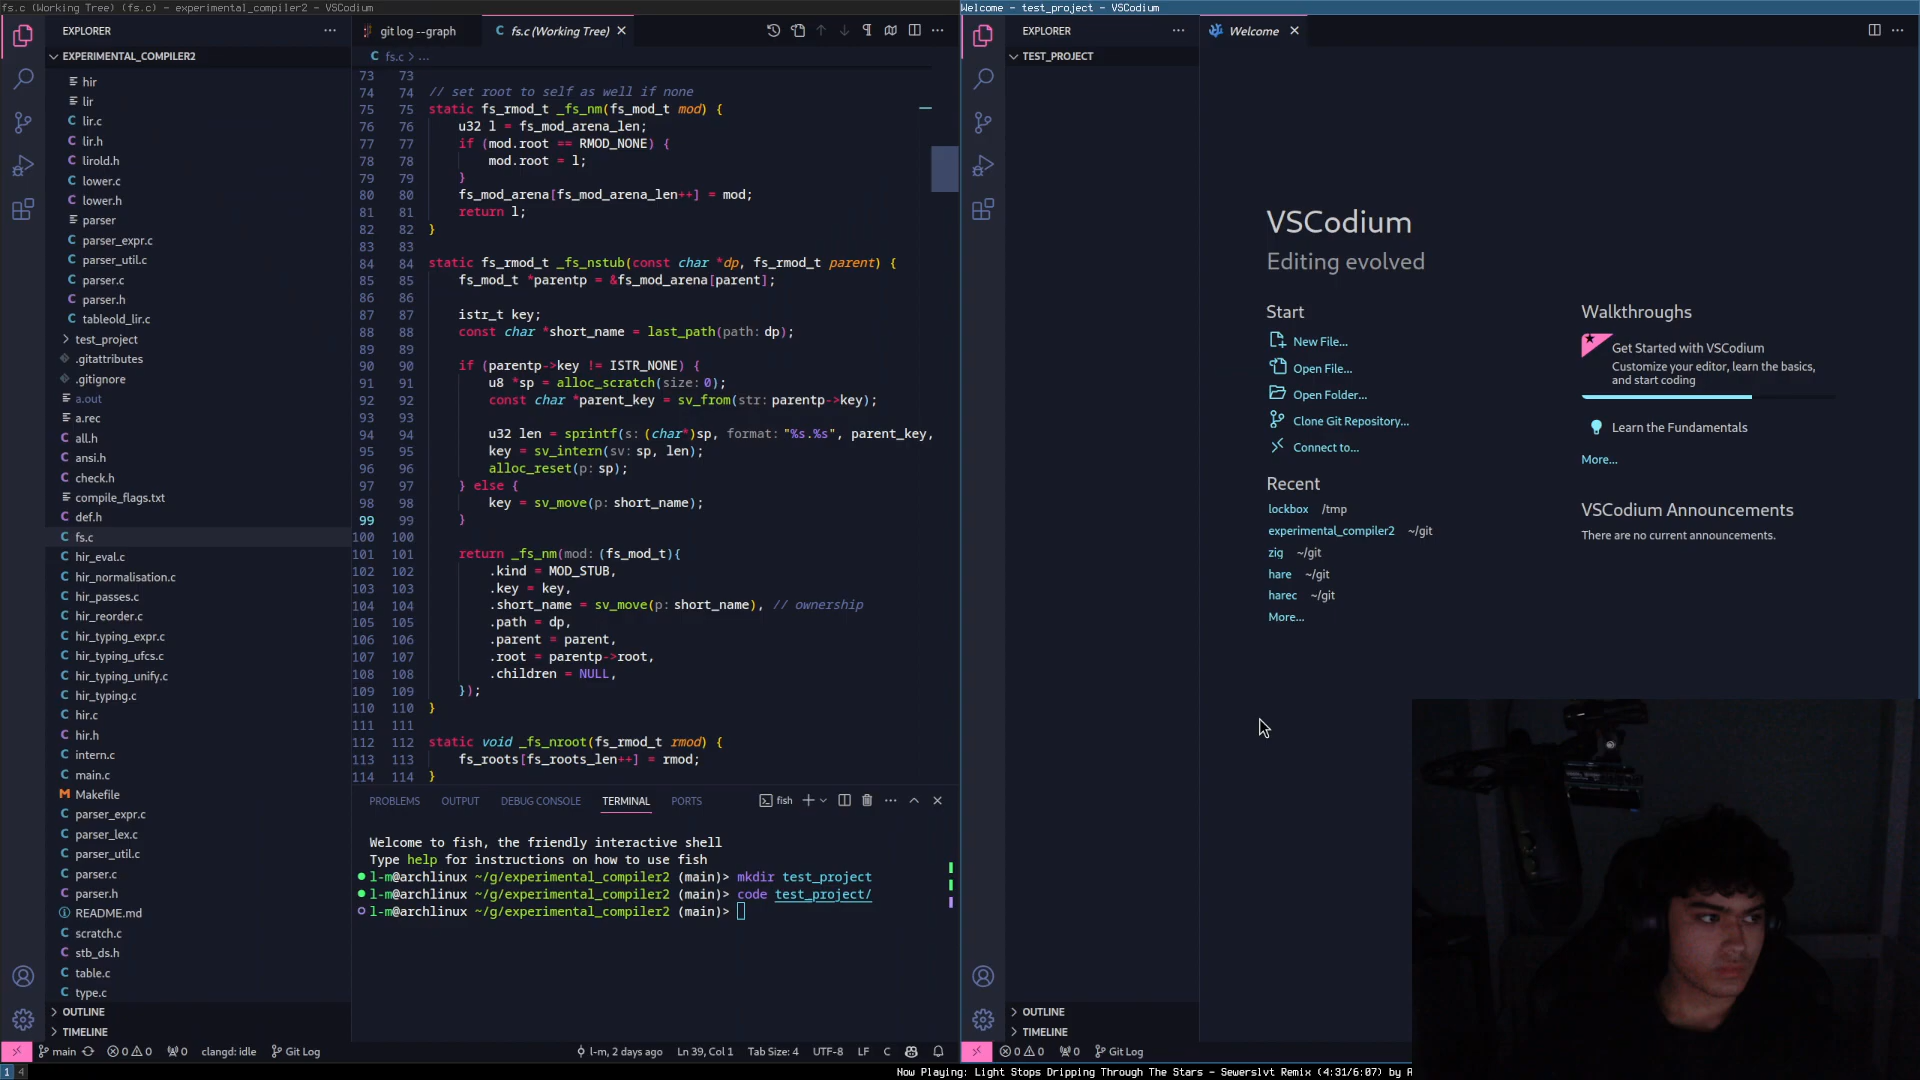 fs.c (Working Tree) (fs.c) - experimental_compiler2 - VSCodium
EXPLORER
EXPERIMENTAL_COMPILER2
hir
lir
lir.c
lir.h
lirold.h
lower.c
lower.h
parser
parser_expr.c
parser_util.c
parser.c
parser.h
tableold_lir.c
test_project
.gitattributes
.gitignore
a.out
a.rec
all.h
ansi.h
check.h
compile_flags.txt
def.h
fs.c
hir_eval.c
hir_normalisation.c
hir_passes.c
hir_reorder.c
hir_typing_expr.c
hir_typing_ufcs.c
hir_typing_unify.c
hir_typing.c
hir.c
hir.h
intern.c
main.c
Makefile
parser_expr.c
parser_lex.c
parser_util.c
parser.c
parser.h
README.md
scratch.c
stb_ds.h
table.c
type.c
OUTLINE
TIMELINE
git log --graph
fs.c (Working Tree)
fs.c > ...
73 73
74 74 // set root to self as well if none
75 75 static fs_rmod_t _fs_nm(fs_mod_t mod) {
76 76 u32 l = fs_mod_arena_len;
77 77 if (mod.root == RMOD_NONE) {
78 78 mod.root = l;
79 79 }
80 80 fs_mod_arena[fs_mod_arena_len++] = mod;
81 81 return l;
82 82 }
83 83
84 84 static fs_rmod_t _fs_nstub(const char *dp, fs_rmod_t parent) {
85 85 fs_mod_t *parentp = &fs_mod_arena[parent];
86 86
87 87 istr_t key;
88 88 const char *short_name = last_path(path: dp);
89 89
90 90 if (parentp->key != ISTR_NONE) {
91 91 u8 *sp = alloc_scratch(size: 0);
92 92 const char *parent_key = sv_from(str: parentp->key);
93 93
94 94 u32 len = sprintf(s: (char*)sp, format: "%s.%s", parent_key,
95 95 key = sv_intern(sv: sp, len);
96 96 alloc_reset(p: sp);
97 97 } else {
98 98 key = sv_move(p: short_name);
99 99 }
100 100
101 101 return _fs_nm(mod: (fs_mod_t){
102 102 .kind = MOD_STUB,
103 103 .key = key,
104 104 .short_name = sv_move(p: short_name), // ownership
105 105 .path = dp,
106 106 .parent = parent,
107 107 .root = parentp->root,
108 108 .children = NULL,
109 109 });
110 110 }
111 111
112 112 static void _fs_nroot(fs_rmod_t rmod) {
113 113 fs_roots[fs_roots_len++] = rmod;
114 114 }
PROBLEMS OUTPUT DEBUG CONSOLE TERMINAL PORTS fish
Welcome to fish, the friendly interactive shell
Type help for instructions on how to use fish
l-m@archlinux ~/g/experimental_compiler2 (main)> mkdir test_project
l-m@archlinux ~/g/experimental_compiler2 (main)> code test_project/
l-m@archlinux ~/g/experimental_compiler2 (main)>
main 0 0 0 clangd: idle Git Log l-m, 2 days ago Ln 39, Col 1 Tab Size: 4 UTF-8 LF C
1 4
Welcome - test_project - VSCodium
EXPLORER
TEST_PROJECT
OUTLINE
TIMELINE
Welcome
VSCodium
Editing evolved
Start
New File...
Open File...
Open Folder...
Clone Git Repository...
Connect to...
Recent
lockbox /tmp
experimental_compiler2 ~/git
zig ~/git
hare ~/git
harec ~/git
More...
Walkthroughs
Get Started with VSCodium
Customize your editor, learn the basics,
and start coding
Learn the Fundamentals
More...
VSCodium Announcements
There are no current announcements.
0 0 0 Git Log
Now Playing: Light Stops Dripping Through The Stars - Sewerslvt Remix (4:31/6:07) by